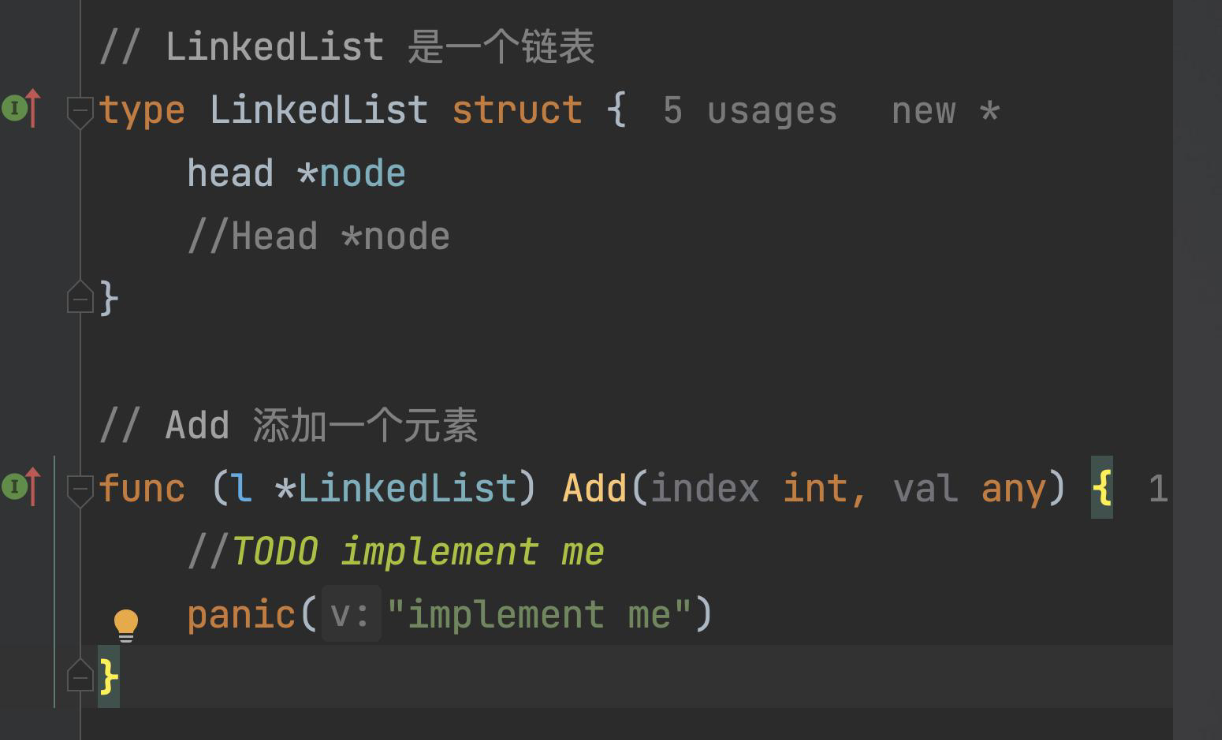 // LinkedList 是一个链表
type LinkedList struct { 5 usages new *
head *node
//Head *node
}
// Add 添加一个元素
func (l *LinkedList) Add(index int, val any) { 1
//TODO implement me
panic( v: "implement me")
}